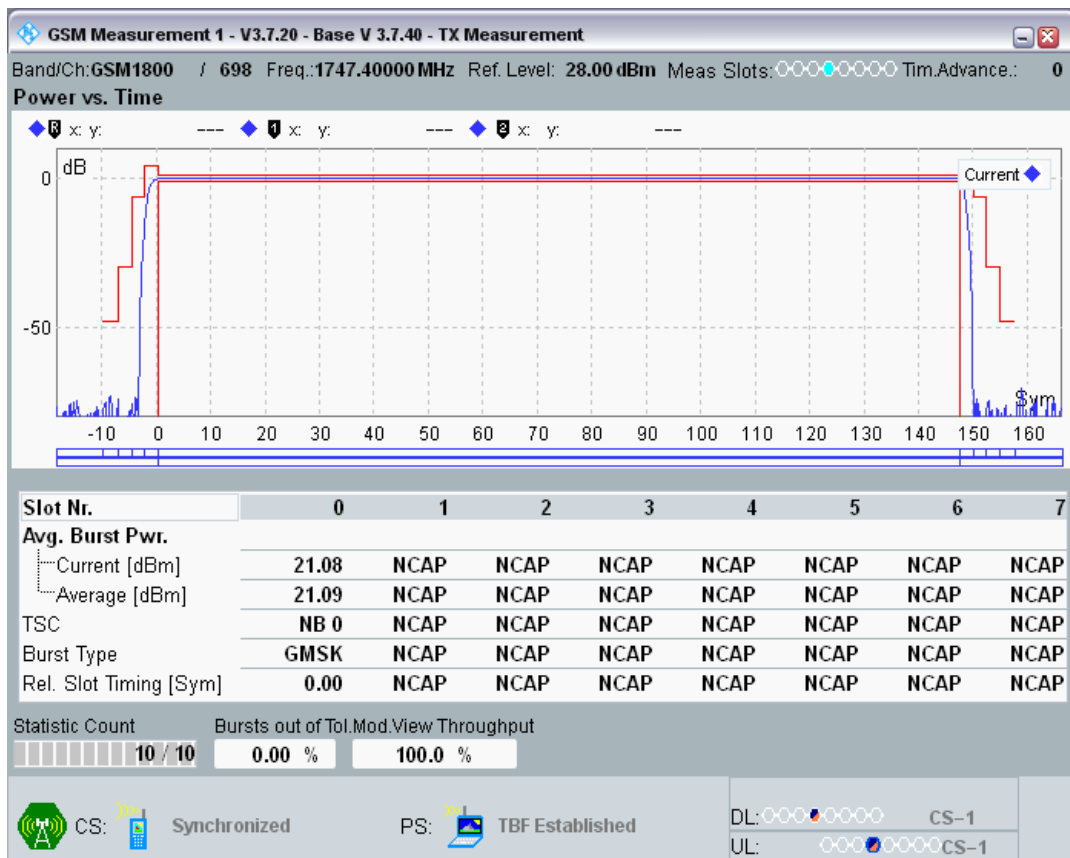 GSM Measurement 1 - V3.7.20 - Base V 3.7.40 - TX Measurement
Band/Ch:GSM1800 / 698 Freq.:1747.40000 MHz Ref. Level: 28.00 dBm Meas Slots: Tim.Advance.: 0
Power vs. Time
R x: y: --- 1 x: y: --- 2 x: y: ---
dB
Current
0
-50
Sym
-10 0 10 20 30 40 50 60 70 80 90 100 110 120 130 140 150 160
Slot Nr. 0 1 2 3 4 5 6 7
Avg. Burst Pwr.
Current [dBm] 21.08 NCAP NCAP NCAP NCAP NCAP NCAP NCAP
Average [dBm] 21.09 NCAP NCAP NCAP NCAP NCAP NCAP NCAP
TSC NB 0 NCAP NCAP NCAP NCAP NCAP NCAP NCAP
Burst Type GMSK NCAP NCAP NCAP NCAP NCAP NCAP NCAP
Rel. Slot Timing [Sym] 0.00 NCAP NCAP NCAP NCAP NCAP NCAP NCAP
Statistic Count Bursts out of Tol.Mod.View Throughput
10 / 10 0.00 % 100.0 %
CS: Synchronized PS: TBF Established DL: CS-1
UL: CS-1